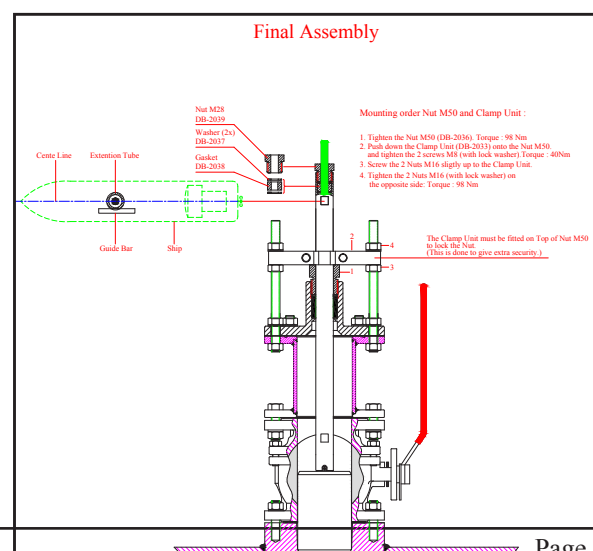 Final Assembly
Nut M28
DB-2039
Washer (2x)
DB-2037
Gasket
DB-2038
Mounting order Nut M50 and Clamp Unit :
1. Tighten the Nut M50 (DB-2036). Torque : 98 Nm
2. Push down the Clamp Unit (DB-2033) onto the Nut M50.
and tighten the 2 screws M8 (with lock washer). Torque : 40Nm
3. Screw the 2 Nuts M16 sligtly up to the Clamp Unit.
4. Tighten the 2 Nuts M16 (with lock washer) on
the opposite side: Torque : 98 Nm
Cente Line
Extention Tube
Guide Bar
Ship
2
4
3
1
The Clamp Unit must be fitted on Top of Nut M50
to lock the Nut.
(This is done to give extra security.)
Page